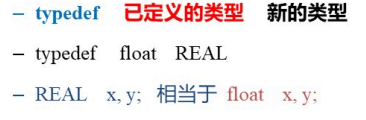 – typedef 已定义的类型 新的类型
– typedef float REAL
– REAL x, y; 相当于 float x, y;